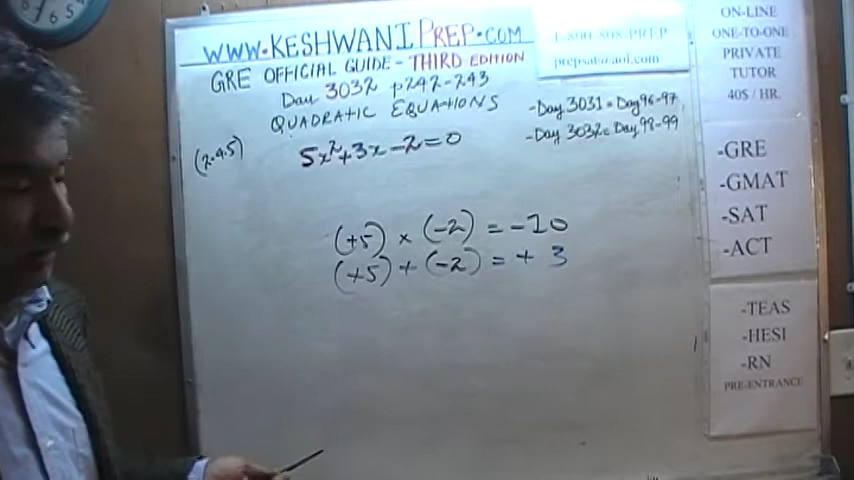 WWW.KESHWANIPREP.COM
GRE OFFICIAL GUIDE - THIRD EDITION
Day 3032 p242-243
QUADRATIC EQUATIONS
-Day 3031 = Day 96-97
-Day 3032 = Day 98-99
(2.4.5)
5x²+3x-2=0
(+5) × (-2) = -10
(+5) + (-2) = + 3
1-800-808-PREP
prepsat@aol.com
ON-LINE
ONE-TO-ONE
PRIVATE
TUTOR
40$ / HR.
-GRE
-GMAT
-SAT
-ACT
-TEAS
-HESI
-RN
PRE-ENTRANCE